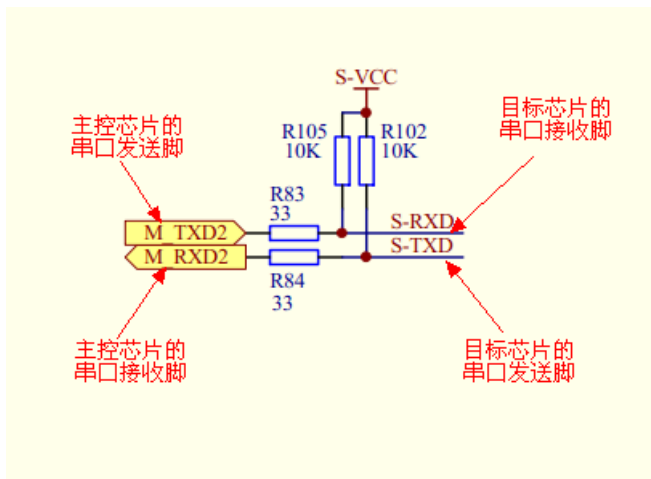 S-VCC
主控芯片的
串口发送脚
目标芯片的
串口接收脚
R105
10K
R102
10K
R83
33
M_TXD2
S-RXD
M_RXD2
S-TXD
R84
33
主控芯片的
串口接收脚
目标芯片的
串口发送脚